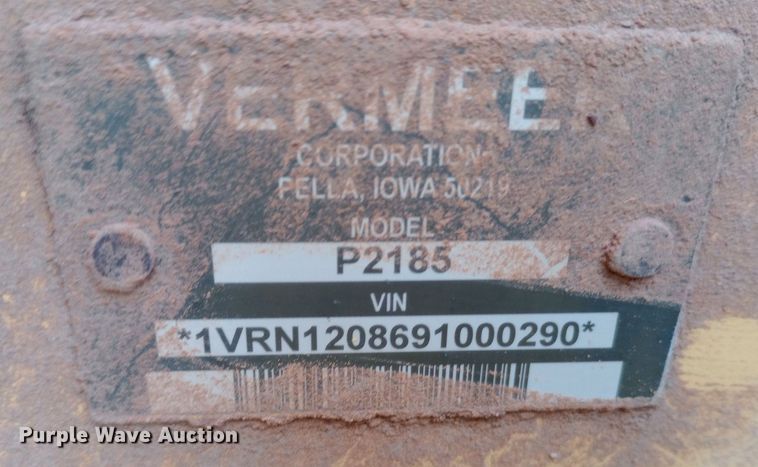 VERMEER
CORPORATION
PELLA, IOWA 50219
MODEL
P2185
VIN
*1VRN1208691000290*
Purple Wave Auction